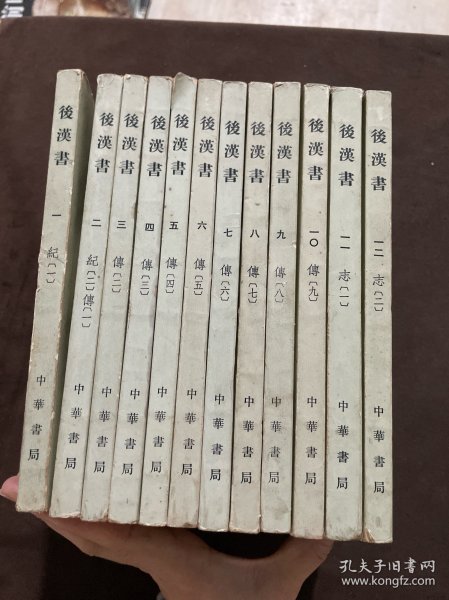 後漢書 一 紀〔一〕 中華書局
後漢書 二 紀〔二〕傳〔一〕 中華書局
後漢書 三 傳〔二〕 中華書局
後漢書 四 傳〔三〕 中華書局
後漢書 五 傳〔四〕 中華書局
後漢書 六 傳〔五〕 中華書局
後漢書 七 傳〔六〕 中華書局
後漢書 八 傳〔七〕 中華書局
後漢書 九 傳〔八〕 中華書局
後漢書 一〇 傳〔九〕 中華書局
後漢書 一一 志〔一〕 中華書局
後漢書 一二 志〔二〕 中華書局
孔夫子旧书网
www.kongfz.com